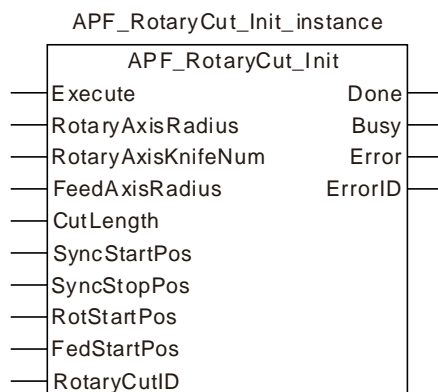 APF_RotaryCut_Init_instance
APF_RotaryCut_Init
Execute Done
RotaryAxisRadius Busy
RotaryAxisKnifeNum Error
FeedAxisRadius ErrorID
CutLength
SyncStartPos
SyncStopPos
RotStartPos
FedStartPos
RotaryCutID